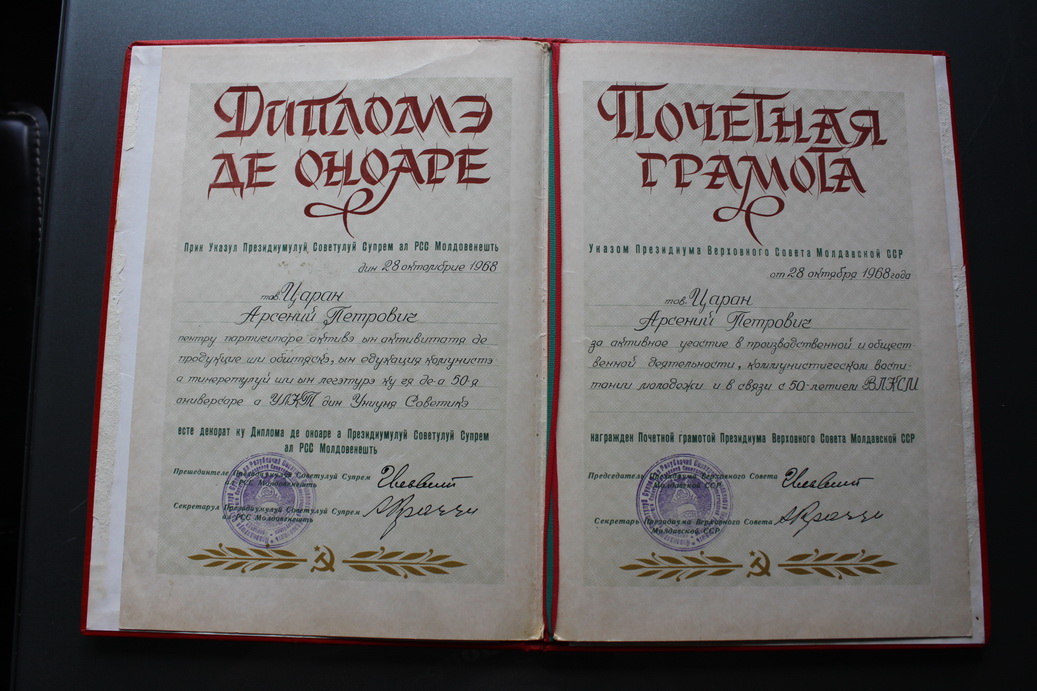 Дипломэ
де оноаре
Прин Указул Президиумулуй Советулуй Супрем ал РСС Молдовенешть
дин 28 октомбрие 1968
тов. Царан
Арсений Петрович
пентру партичипаре активэ ын активитатя де
продукцие ши обштяскэ, ын едукация комунистэ
а тинеретулуй ши ын легэтурэ ку чя де-а 50-я
аниверсаре а УЛКТ дин Униуня Советикэ
есте декорат ку Диплома де оноаре а Президиумулуй Советулуй Супрем
ал РСС Молдовенешть
Прешединтеле Президиумулуй Советулуй Супрем
ал РСС Молдовенешть
Секретарул Президиумулуй Советулуй Супрем
ал РСС Молдовенешть
Почетная
грамота
Указом Президиума Верховного Совета Молдавской ССР
от 28 октября 1968 года
тов. Царан
Арсений Петрович
за активное участие в производственной и общест-
венной деятельности, коммунистическом воспи-
тании молодежи и в связи с 50-летием ВЛКСМ
награжден Почетной грамотой Президиума Верховного Совета Молдавской ССР
Председатель Президиума Верховного Совета
Молдавской ССР
Секретарь Президиума Верховного Совета
Молдавской ССР